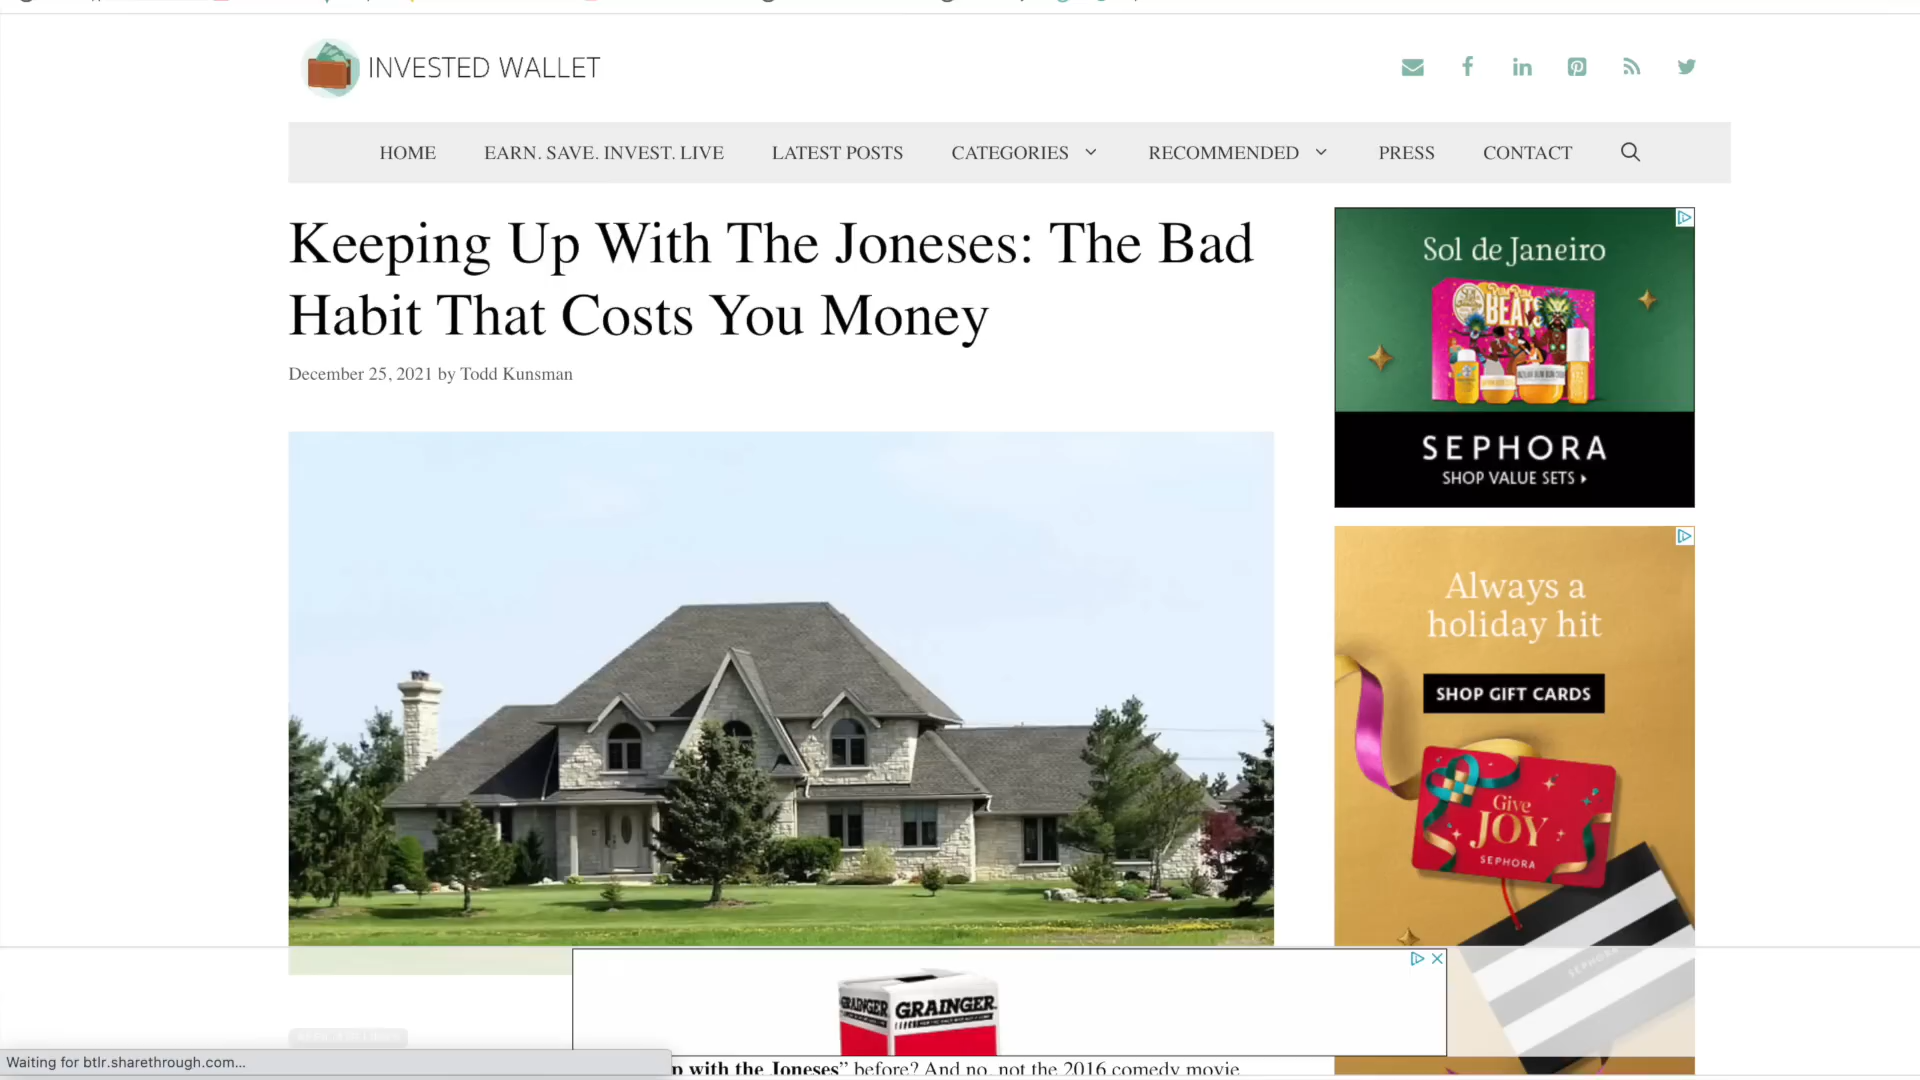 INVESTED WALLET
HOME EARN. SAVE. INVEST. LIVE LATEST POSTS CATEGORIES RECOMMENDED PRESS CONTACT
Keeping Up With The Joneses: The Bad
Habit That Costs You Money
December 25, 2021 by Todd Kunsman
Sol de Janeiro
BEATS
SEPHORA
SHOP VALUE SETS
Always a
holiday hit
SHOP GIFT CARDS
Give
JOY
SEPHORA
SEPHORA
GRAINGER GRAINGER
Waiting for btlr.sharethrough.com...
p with the Joneses” before? And no, not the 2016 comedy movie